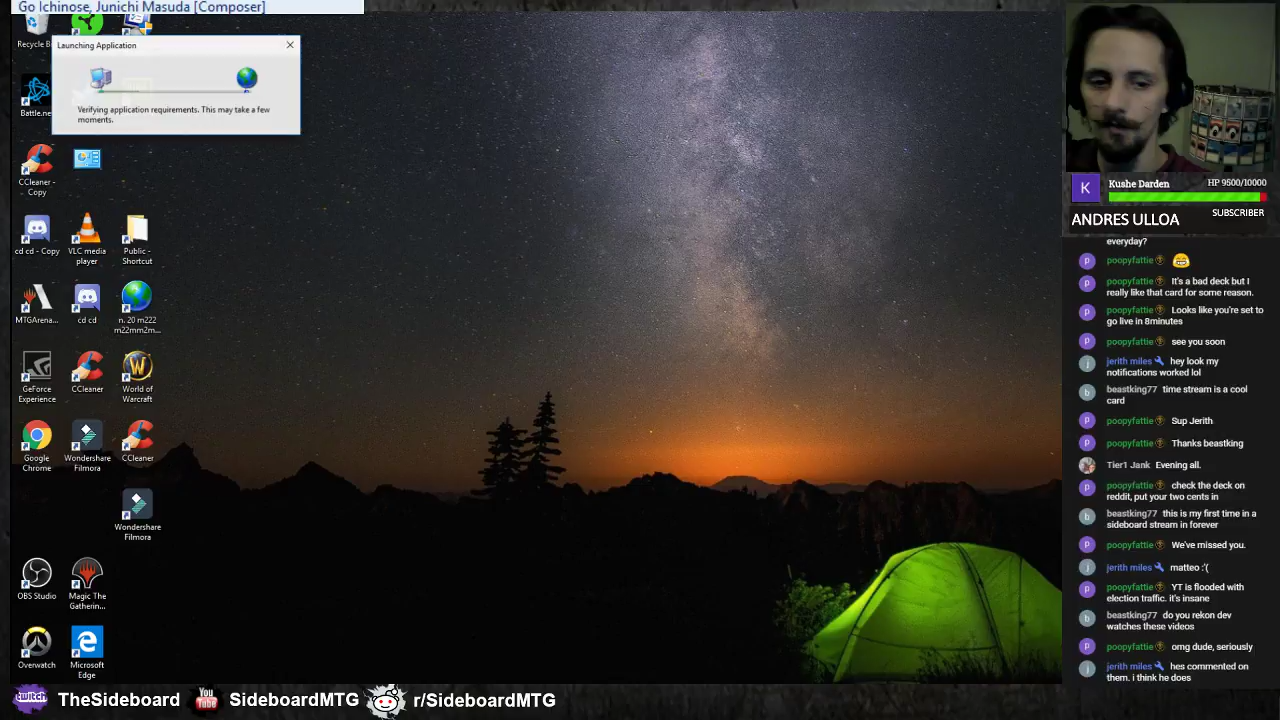 Go Ichinose, Junichi Masuda [Composer]
Recycle B
Launching Application
Verifying application requirements. This may take a few
moments.
Battle.ne
CCleaner -
Copy
cd cd - Copy
VLC media
player
Public -
Shortcut
MTGArena...
cd cd
n. 20 m222
m22mm2m...
GeForce
Experience
CCleaner
World of
Warcraft
Google
Chrome
Wondershare
Filmora
CCleaner
Wondershare
Filmora
OBS Studio
Magic The
Gatherin...
Overwatch
Microsoft
Edge
K
Kushe Darden
HP 9500/10000
ANDRES ULLOA
SUBSCRIBER
everyday?
poopyfattie
poopyfattie It's a bad deck but I
really like that card for some reason.
poopyfattie Looks like you're set to
go live in 8minutes
poopyfattie see you soon
jerith miles hey look my
notifications worked lol
beastking77 time stream is a cool
card
poopyfattie Sup Jerith
poopyfattie Thanks beastking
Tier1 Jank Evening all.
poopyfattie check the deck on
reddit, put your two cents in
beastking77 this is my first time in a
sideboard stream in forever
poopyfattie We've missed you.
jerith miles matteo :'(
poopyfattie YT is flooded with
election traffic. it's insane
beastking77 do you rekon dev
watches these videos
poopyfattie omg dude, seriously
jerith miles hes commented on
them. i think he does
twitch TheSideboard You Tube SideboardMTG r/SideboardMTG